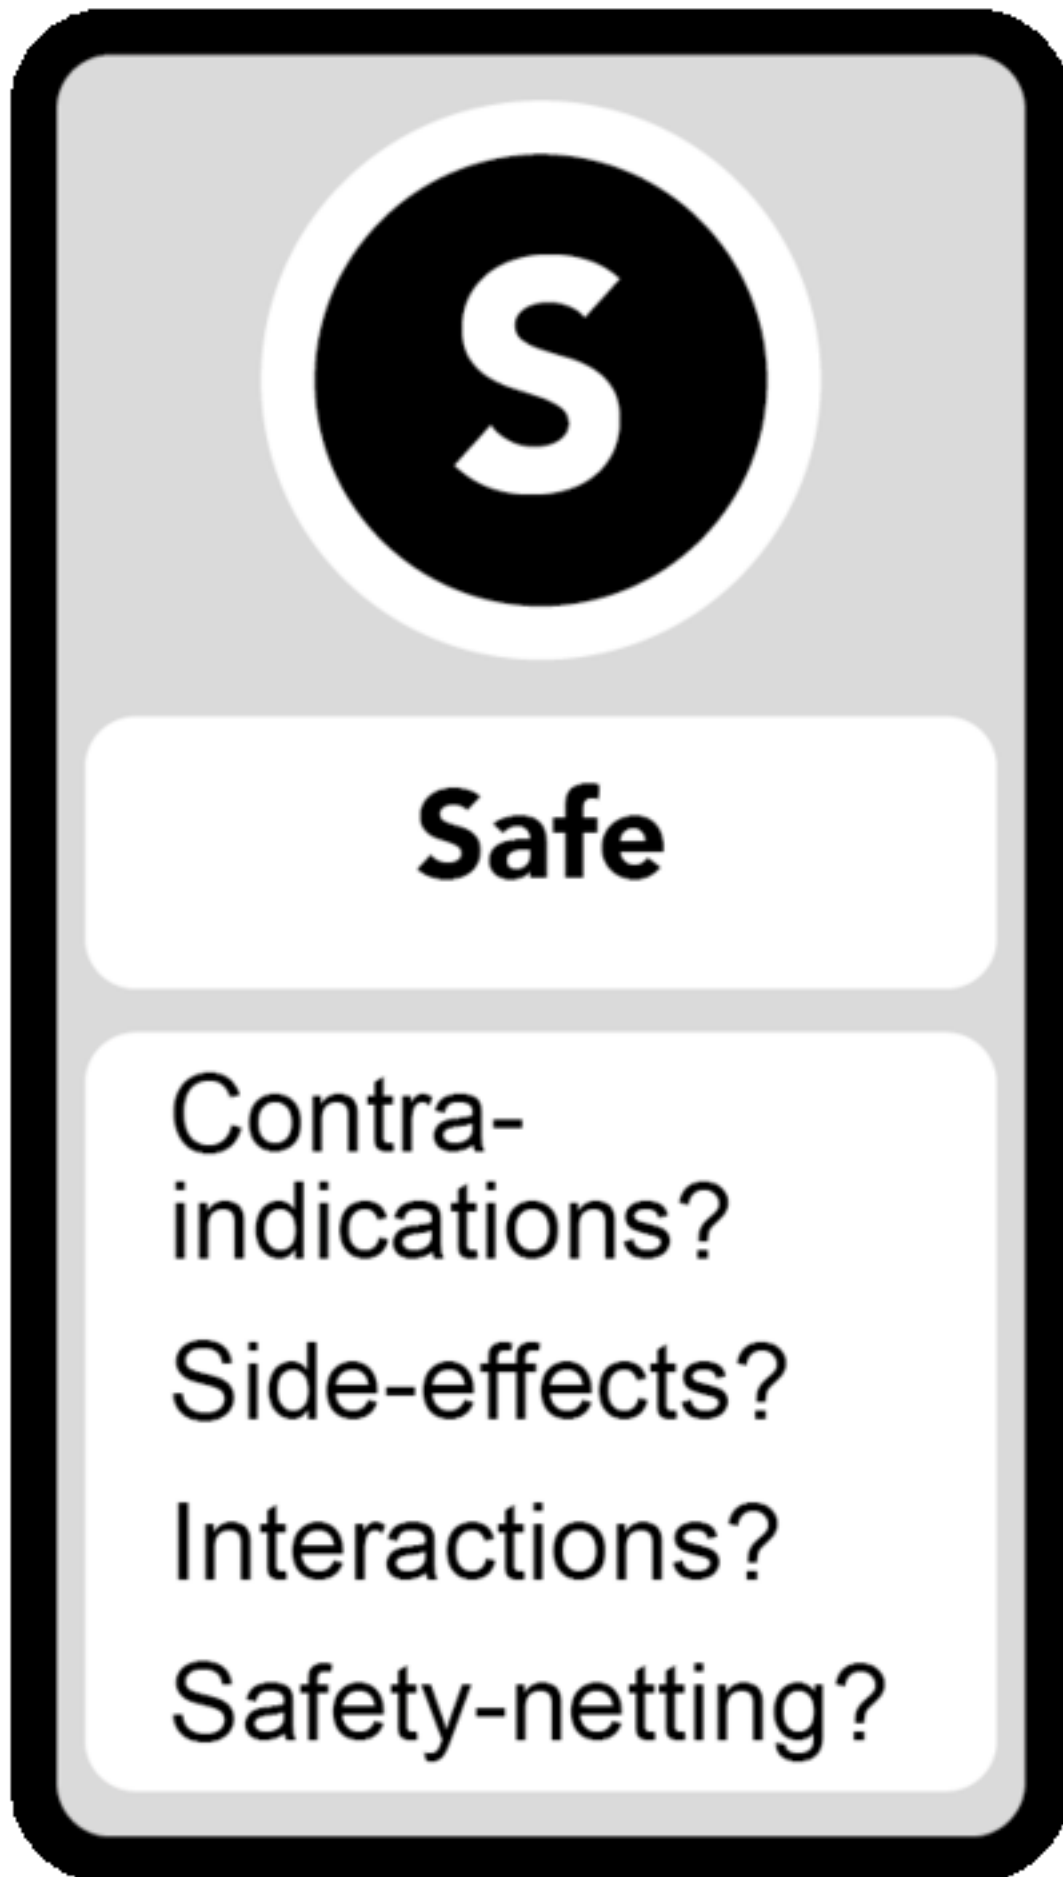 S
Safe
Contra-
indications?
Side-effects?
Interactions?
Safety-netting?